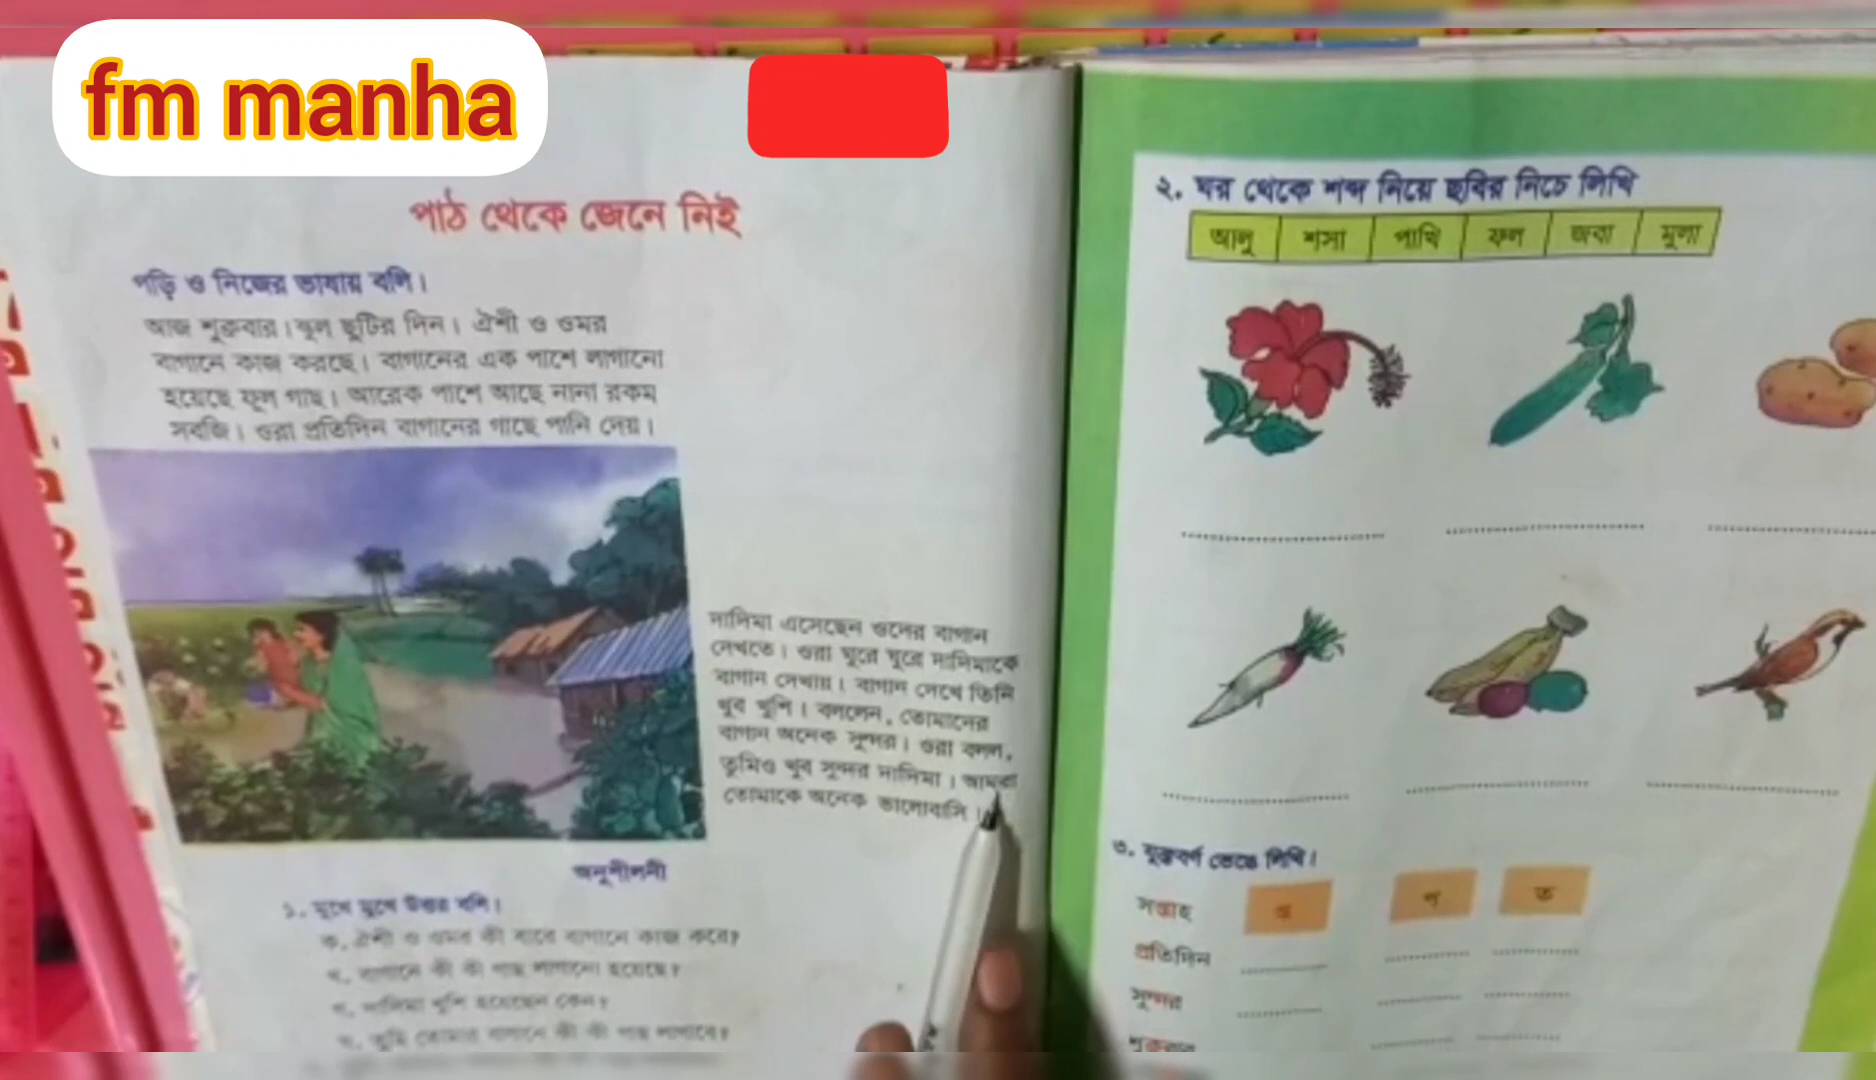 fm manha
পাঠ থেকে জেনে নিই
পড়ি ও নিজের ভাষায় বলি।
আজ শুক্রবার। স্কুল ছুটির দিন। ঐশী ও ওমর
বাগানে কাজ করছে। বাগানের এক পাশে লাগানো
হয়েছে ফুল গাছ। আরেক পাশে আছে নানা রকম
সবজি। ওরা প্রতিদিন বাগানের গাছে পানি দেয়।
দাদিমা এসেছেন ওদের বাগান
দেখতে। ওরা ঘুরে ঘুরে দাদিমাকে
বাগান দেখায়। বাগান দেখে তিনি
খুব খুশি। বললেন, তোমাদের
বাগান অনেক সুন্দর। ওরা বলল,
তুমিও খুব সুন্দর দাদিমা। আমরা
তোমাকে অনেক ভালোবাসি।
অনুশীলনী
১. মুখে মুখে উত্তর বলি।
ক. ঐশী ও ওমর কী বারে বাগানে কাজ করে?
খ. বাগানে কী কী গাছ লাগানো হয়েছে?
গ. দাদিমা খুশি হয়েছেন কেন?
ঘ. তুমি তোমার বাগানে কী কী গাছ লাগাবে?
২. ঘর থেকে শব্দ নিয়ে ছবির নিচে লিখি
আলু শসা পাখি ফল জবা মুলা
৩. যুক্তবর্ণ ভেঙে লিখি।
সপ্তাহ প্ত প ত
প্রতিদিন
সুন্দর
শুক্রবার